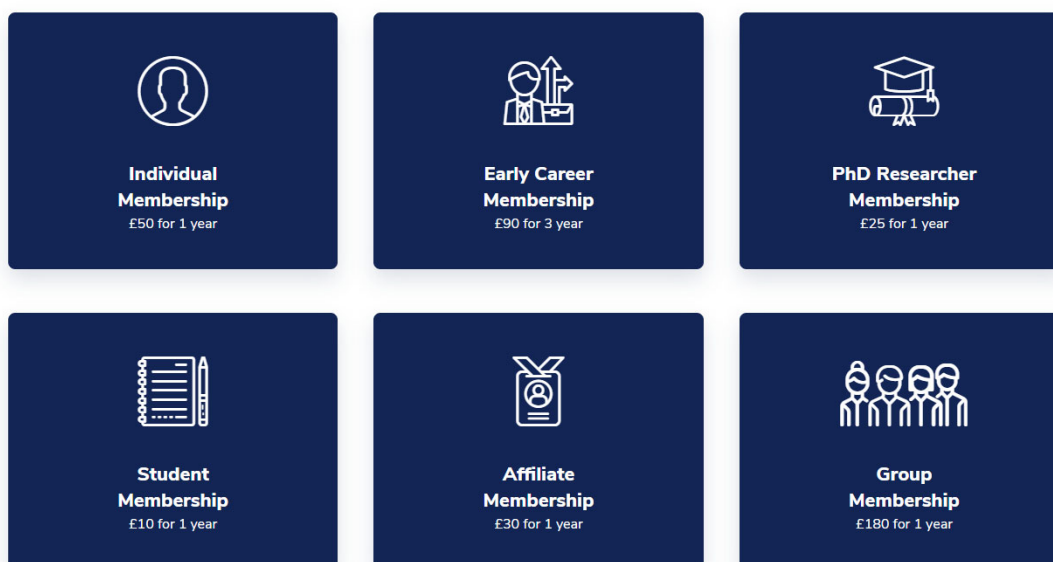 Individual
Membership
£50 for 1 year
Early Career
Membership
£90 for 3 year
PhD Researcher
Membership
£25 for 1 year
Student
Membership
£10 for 1 year
Affiliate
Membership
£30 for 1 year
Group
Membership
£180 for 1 year